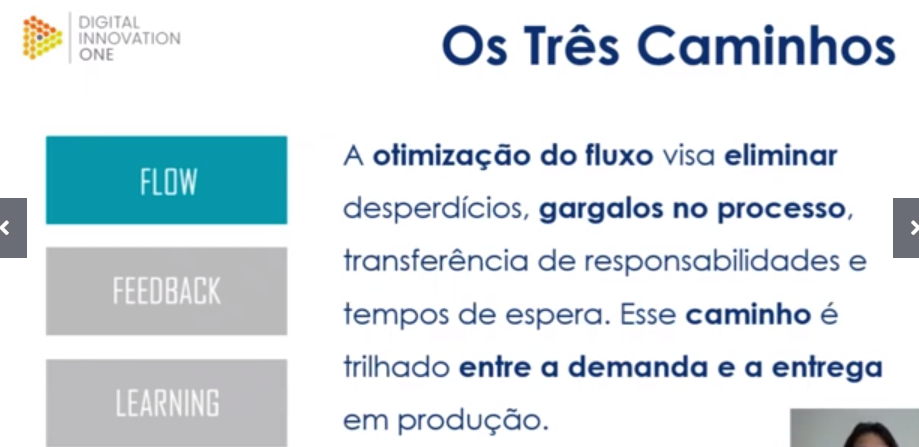 DIGITAL
INNOVATION
ONE
Os Três Caminhos
FLOW
FEEDBACK
LEARNING
A otimização do fluxo visa eliminar
desperdícios, gargalos no processo,
transferência de responsabilidades e
tempos de espera. Esse caminho é
trilhado entre a demanda e a entrega
em produção.